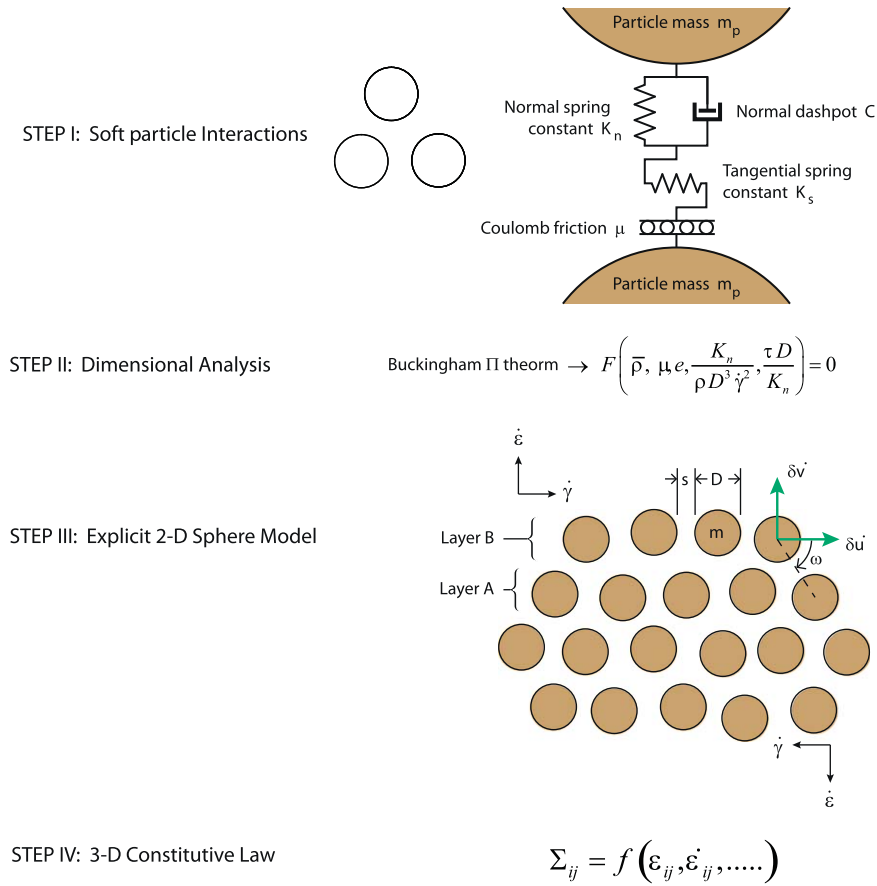 Particle mass m_p
STEP I: Soft particle Interactions
Normal spring
constant K_n
Normal dashpot C
Tangential spring
constant K_s
Coulomb friction μ
Particle mass m_p
STEP II: Dimensional Analysis
Buckingham Π theorm → F( ρ̅, μ,e, K_n / ρD³γ̇², τD / K_n ) = 0
ε̇
γ̇
s
D
δv̇
STEP III: Explicit 2-D Sphere Model
Layer B
m
δu̇
ω
Layer A
γ̇
ε̇
STEP IV: 3-D Constitutive Law
Σ_ij = f(ε_ij,ε̇_ij,.....)